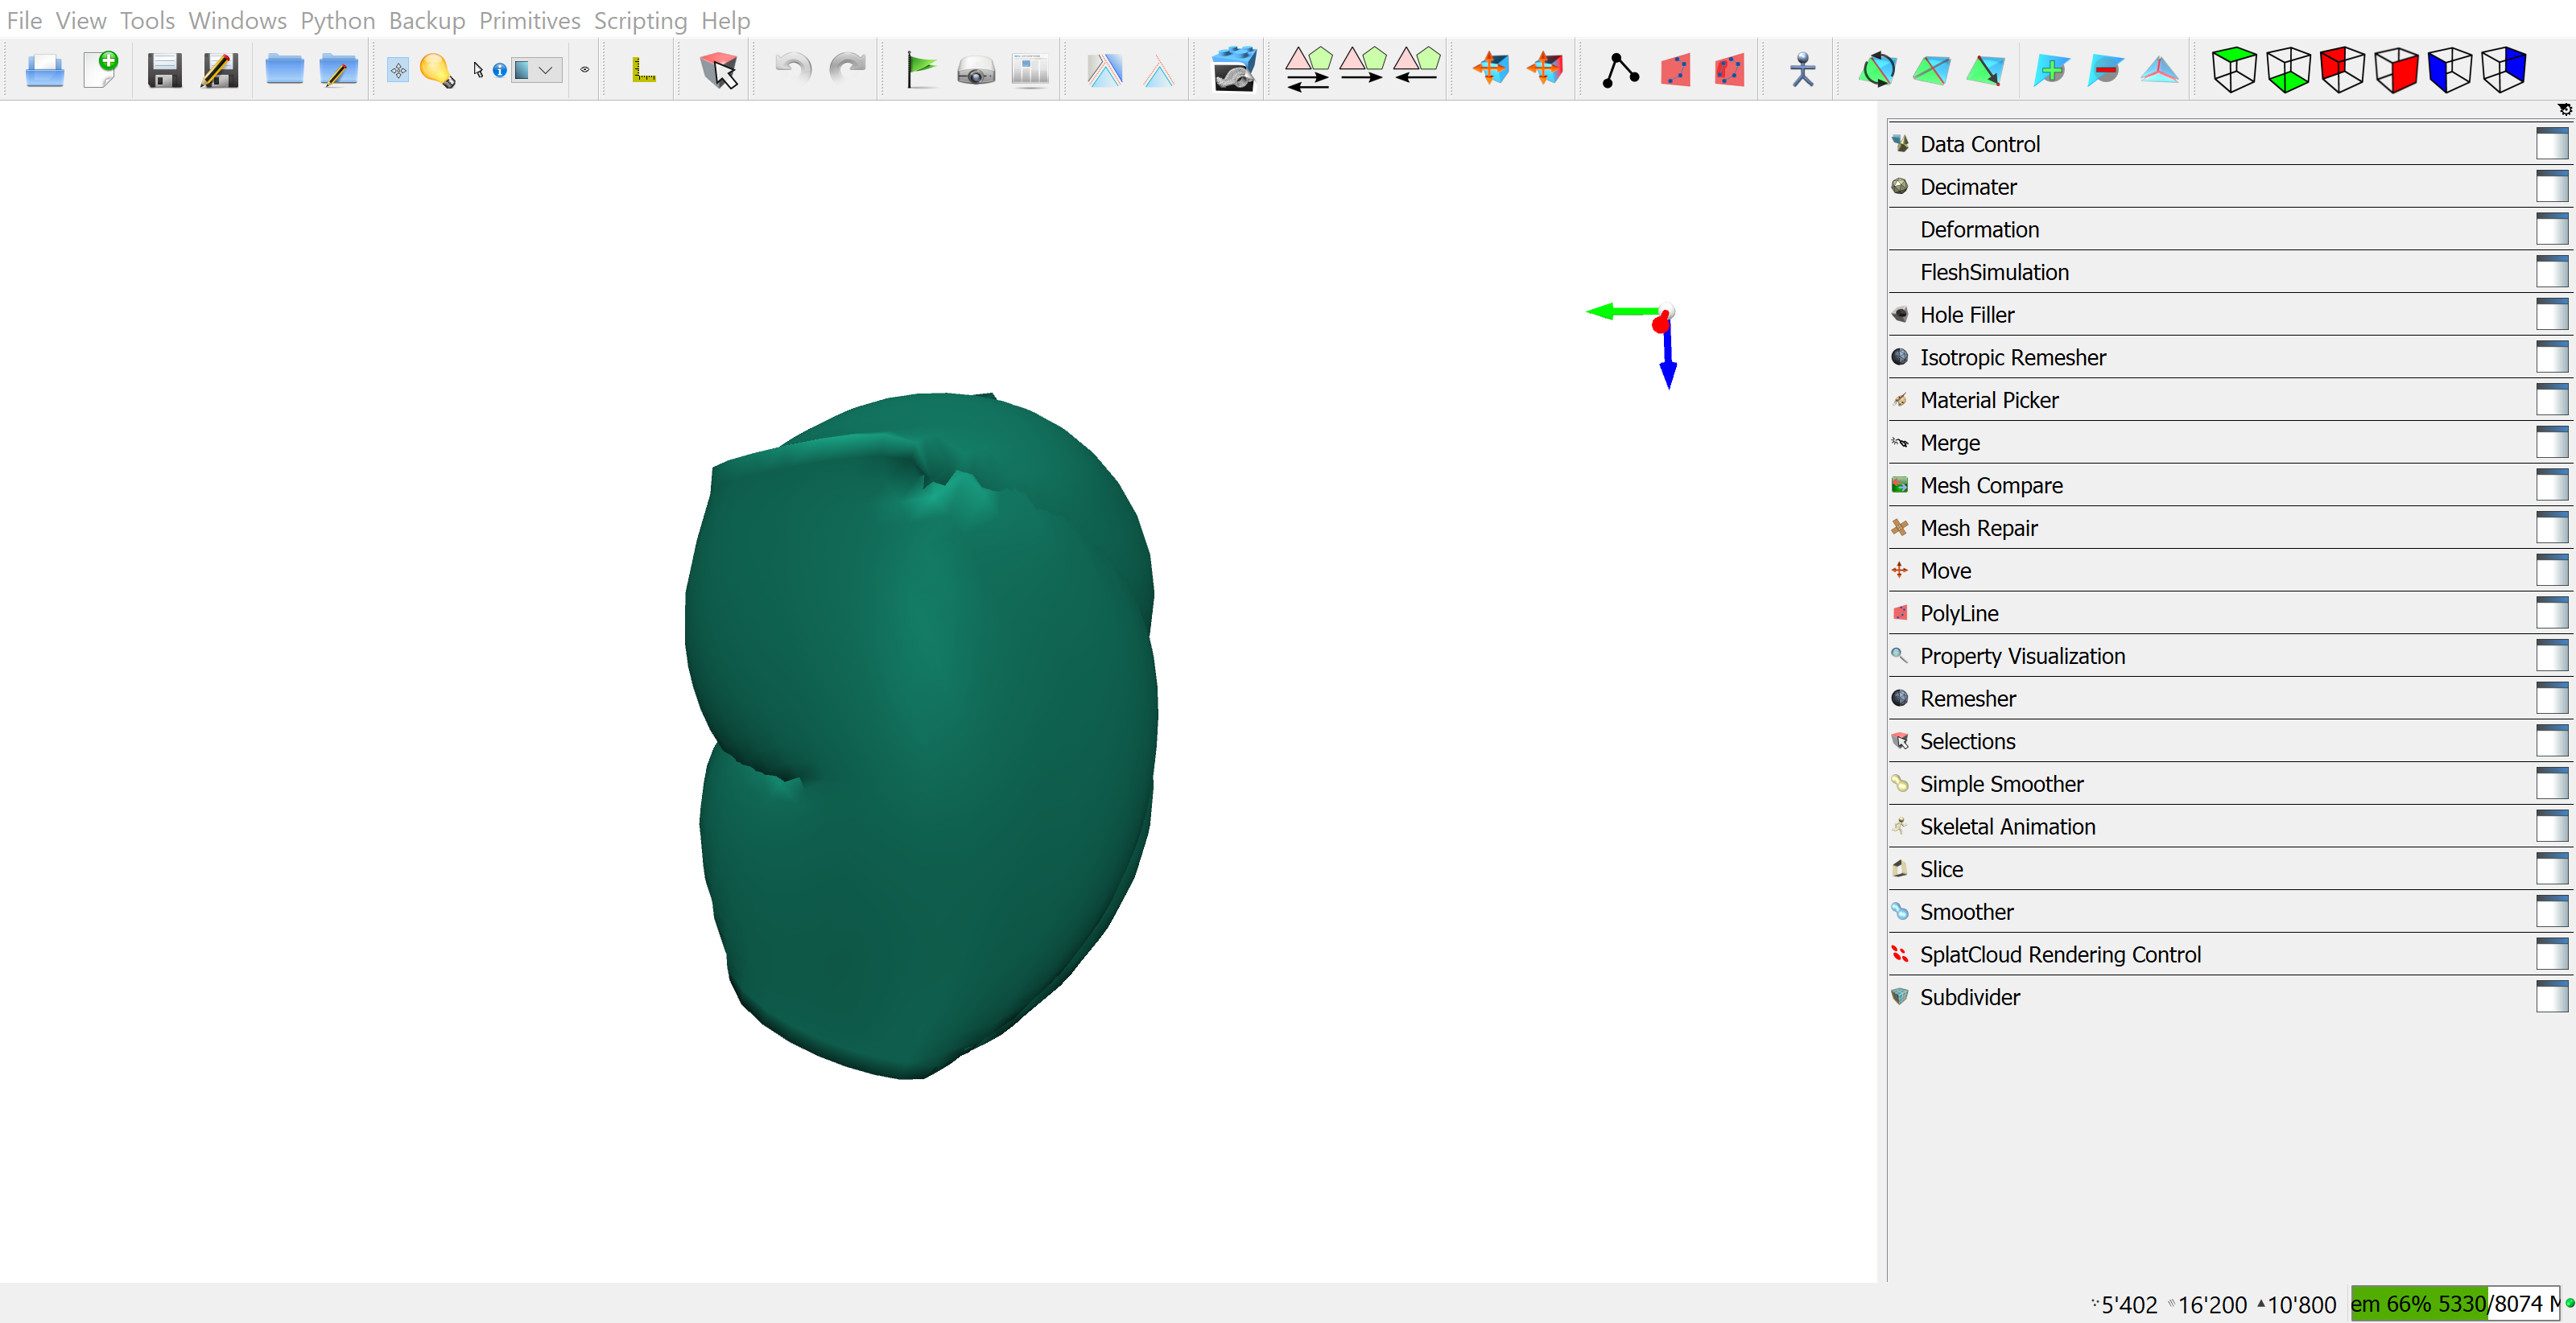 File View Tools Windows Python Backup Primitives Scripting Help
Data Control
Decimater
Deformation
FleshSimulation
Hole Filler
Isotropic Remesher
Material Picker
Merge
Mesh Compare
Mesh Repair
Move
PolyLine
Property Visualization
Remesher
Selections
Simple Smoother
Skeletal Animation
Slice
Smoother
SplatCloud Rendering Control
Subdivider
5'402 16'200 10'800 em 66% 5330/8074 M